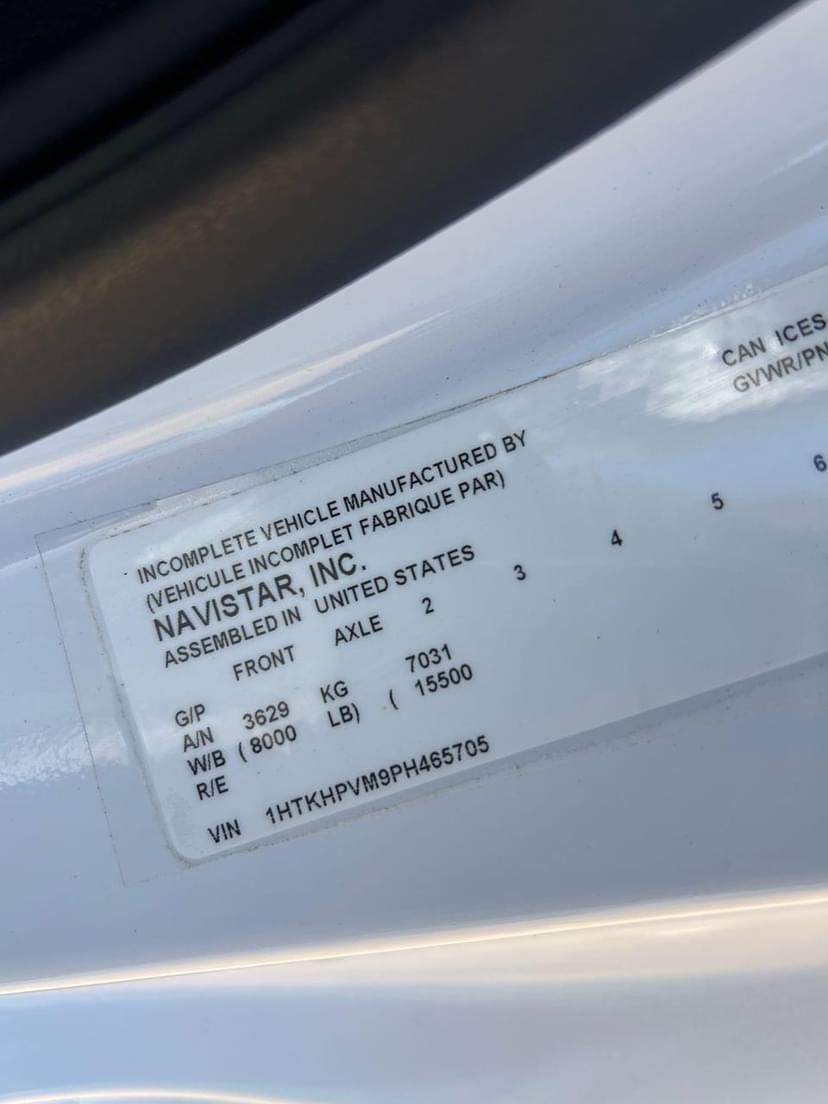 INCOMPLETE VEHICLE MANUFACTURED BY
(VEHICULE INCOMPLET FABRIQUE PAR)
NAVISTAR, INC.
ASSEMBLED IN UNITED STATES
CAN ICES-
GVWR/PN
FRONT AXLE 2 3 4 5 6
G/P
A/N 3629 KG 7031
W/B ( 8000 LB) ( 15500
R/E
VIN 1HTKHPVM9PH465705